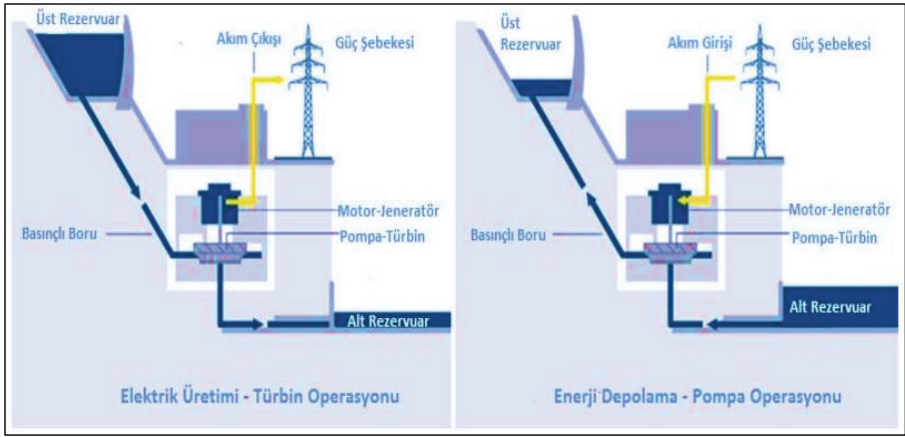 Üst Rezervuar
Akım Çıkışı
Güç Şebekesi
Motor-Jeneratör
Basınçlı Boru
Pompa-Türbin
Alt Rezervuar
Elektrik Üretimi - Türbin Operasyonu
Üst
Rezervuar
Akım Girişi
Güç Şebekesi
Motor-Jeneratör
Basınçlı Boru
Pompa-Türbin
Alt Rezervuar
Enerji Depolama - Pompa Operasyonu